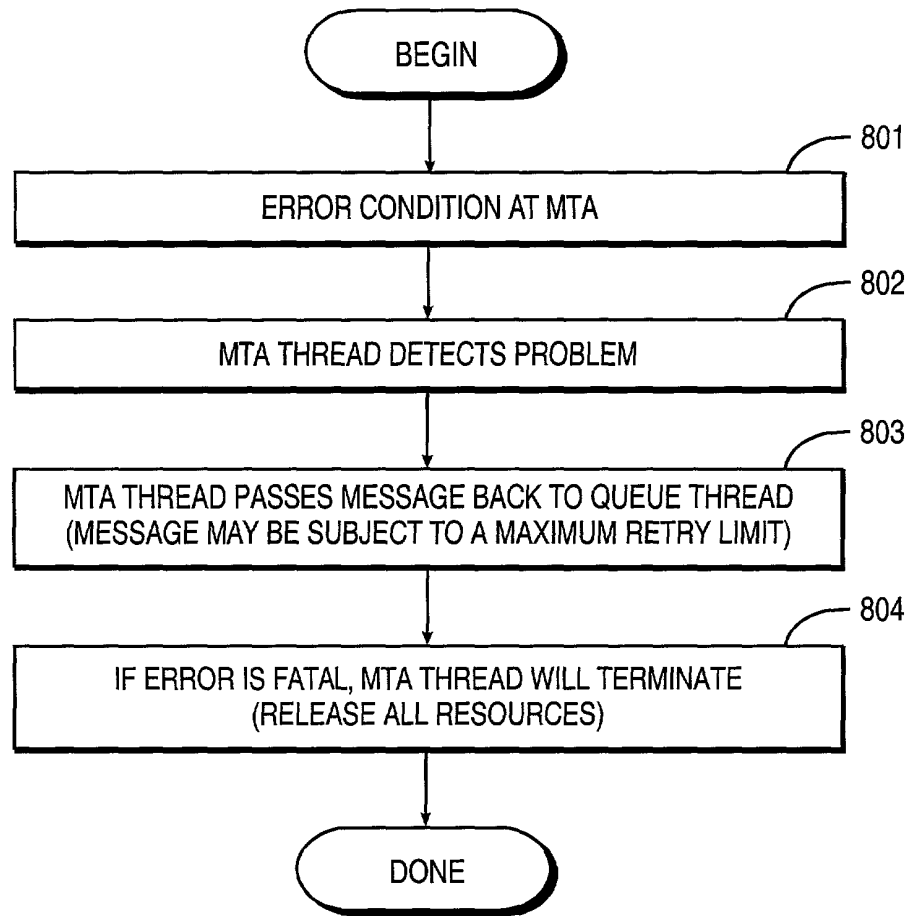 BEGIN
801
ERROR CONDITION AT MTA
802
MTA THREAD DETECTS PROBLEM
803
MTA THREAD PASSES MESSAGE BACK TO QUEUE THREAD
(MESSAGE MAY BE SUBJECT TO A MAXIMUM RETRY LIMIT)
804
IF ERROR IS FATAL, MTA THREAD WILL TERMINATE
(RELEASE ALL RESOURCES)
DONE